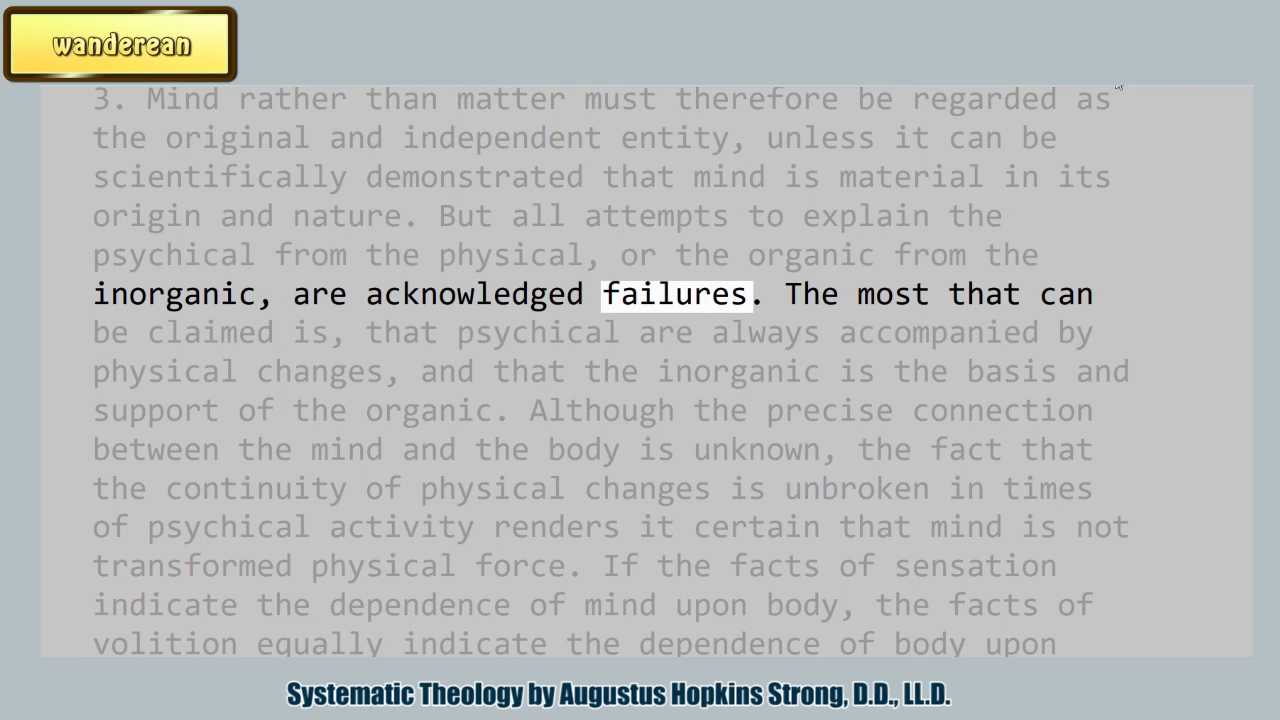 wanderean
3. Mind rather than matter must therefore be regarded as
the original and independent entity, unless it can be
scientifically demonstrated that mind is material in its
origin and nature. But all attempts to explain the
psychical from the physical, or the organic from the
inorganic, are acknowledged failures. The most that can
be claimed is, that psychical are always accompanied by
physical changes, and that the inorganic is the basis and
support of the organic. Although the precise connection
between the mind and the body is unknown, the fact that
the continuity of physical changes is unbroken in times
of psychical activity renders it certain that mind is not
transformed physical force. If the facts of sensation
indicate the dependence of mind upon body, the facts of
volition equally indicate the dependence of body upon
Systematic Theology by Augustus Hopkins Strong, D.D., LL.D.